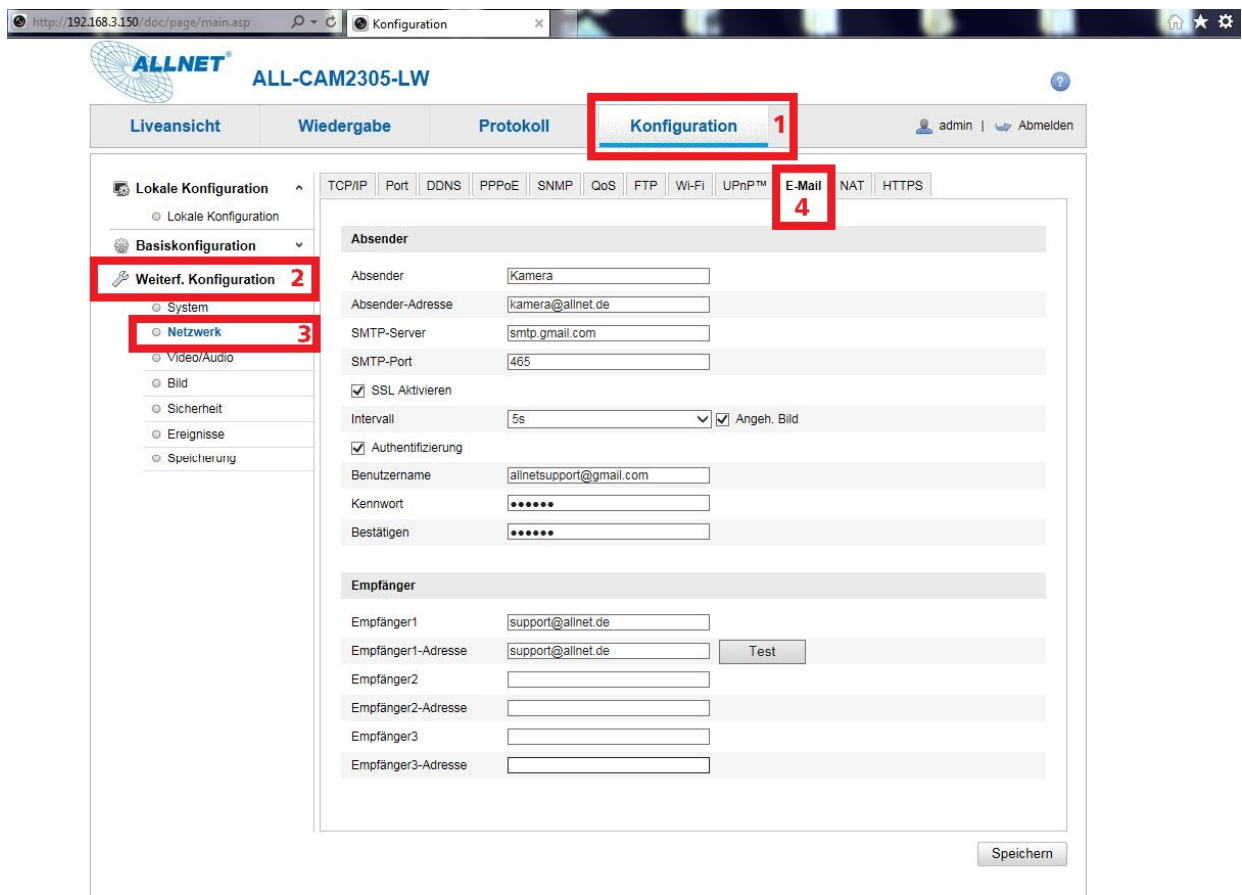 http://192.168.3.150/doc/page/main.asp Konfiguration
ALLNET®
ALL-CAM2305-LW
?
Liveansicht Wiedergabe Protokoll Konfiguration 1 admin | Abmelden
Lokale Konfiguration
Lokale Konfiguration
Basiskonfiguration
Weiterf. Konfiguration 2
System
Netzwerk 3
Video/Audio
Bild
Sicherheit
Ereignisse
Speicherung
TCP/IP Port DDNS PPPoE SNMP QoS FTP Wi-Fi UPnP™ E-Mail NAT HTTPS
4
Absender
Absender Kamera
Absender-Adresse kamera@allnet.de
SMTP-Server smtp.gmail.com
SMTP-Port 465
SSL Aktivieren
Intervall 5s Angeh. Bild
Authentifizierung
Benutzername allnetsupport@gmail.com
Kennwort ••••••
Bestätigen ••••••
Empfänger
Empfänger1 support@allnet.de
Empfänger1-Adresse support@allnet.de Test
Empfänger2
Empfänger2-Adresse
Empfänger3
Empfänger3-Adresse
Speichern